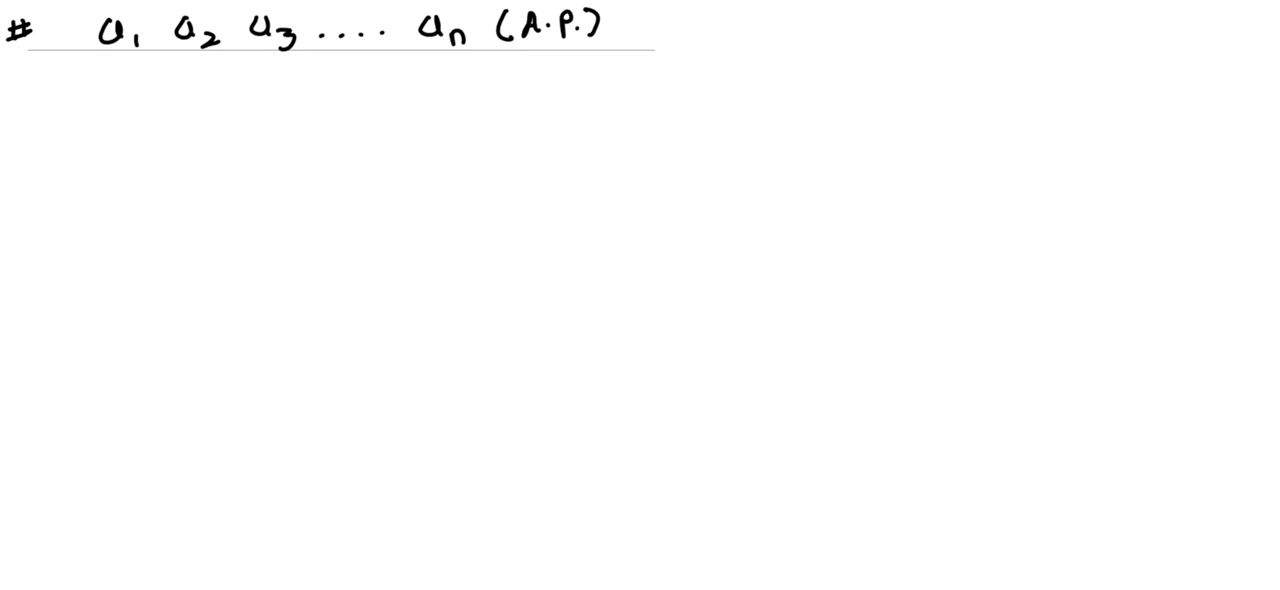 # a₁ a₂ a₃ .... aₙ (A.P.)